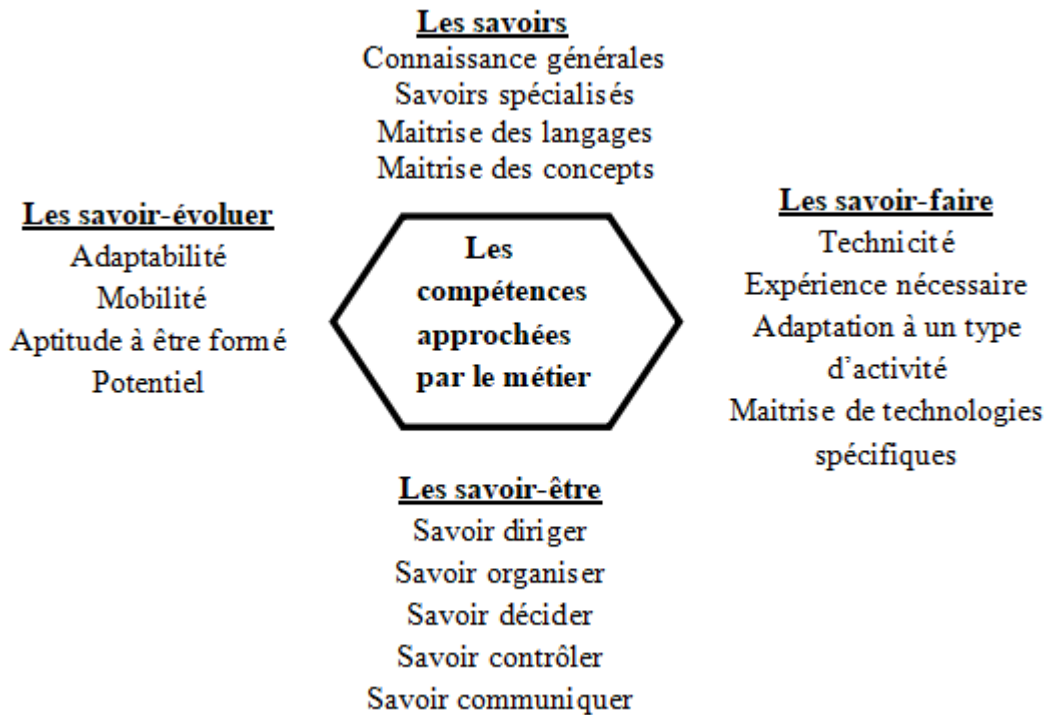 Les savoirs
Connaissance générales
Savoirs spécialisés
Maitrise des langages
Maitrise des concepts
Les savoir-évoluer
Adaptabilité
Mobilité
Aptitude à être formé
Potentiel
Les
compétences
approchées
par le métier
Les savoir-faire
Technicité
Expérience nécessaire
Adaptation à un type
d’activité
Maitrise de technologies
spécifiques
Les savoir-être
Savoir diriger
Savoir organiser
Savoir décider
Savoir contrôler
Savoir communiquer